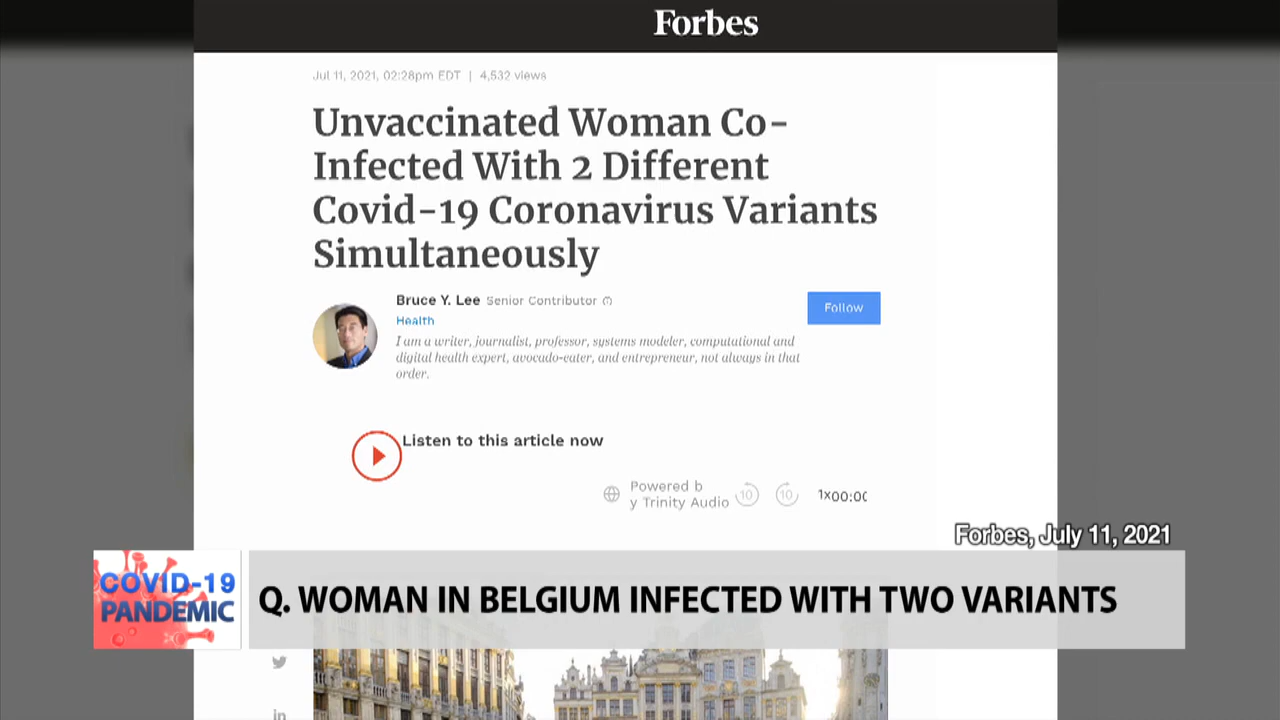 Forbes
Jul 11, 2021, 02:28pm EDT | 4,532 views
Unvaccinated Woman Co-
Infected With 2 Different
Covid-19 Coronavirus Variants
Simultaneously
Bruce Y. Lee Senior Contributor
Follow
Health
I am a writer, journalist, professor, systems modeler, computational and
digital health expert, avocado-eater, and entrepreneur, not always in that
order.
Listen to this article now
Powered b
y Trinity Audio
10
10
1x00:00
Forbes, July 11, 2021
COVID-19
PANDEMIC
Q. WOMAN IN BELGIUM INFECTED WITH TWO VARIANTS
in